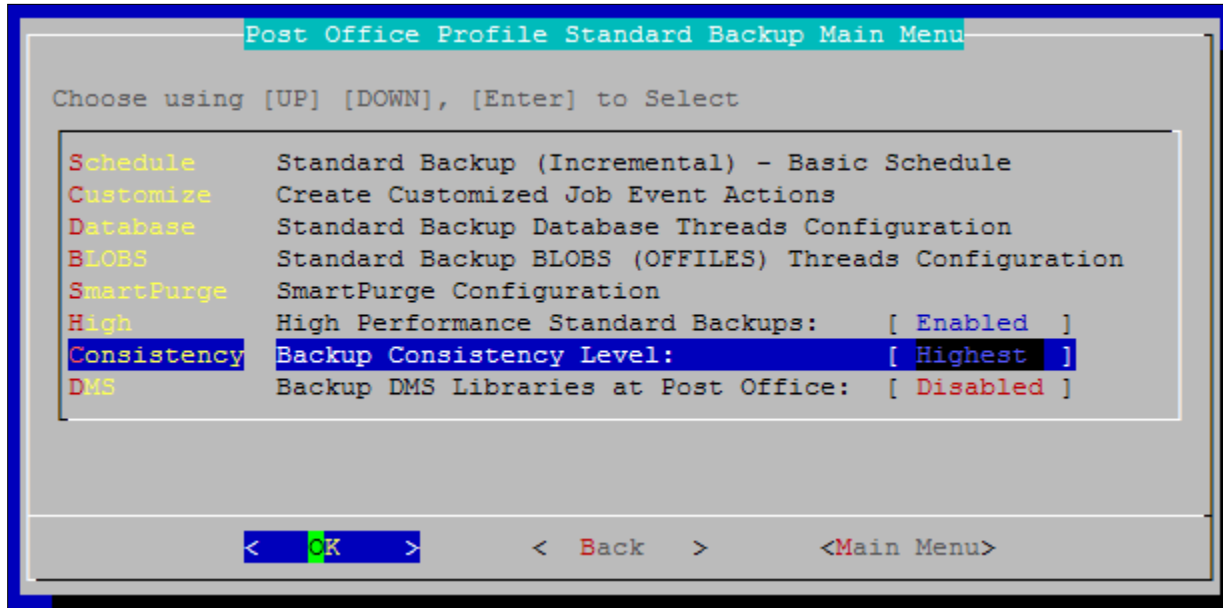 Post Office Profile Standard Backup Main Menu
Choose using [UP] [DOWN], [Enter] to Select
Schedule Standard Backup (Incremental) - Basic Schedule
Customize Create Customized Job Event Actions
Database Standard Backup Database Threads Configuration
BLOBS Standard Backup BLOBS (OFFILES) Threads Configuration
SmartPurge SmartPurge Configuration
High High Performance Standard Backups: [ Enabled ]
Consistency Backup Consistency Level: [ Highest ]
DMS Backup DMS Libraries at Post Office: [ Disabled ]
< OK > < Back > <Main Menu>